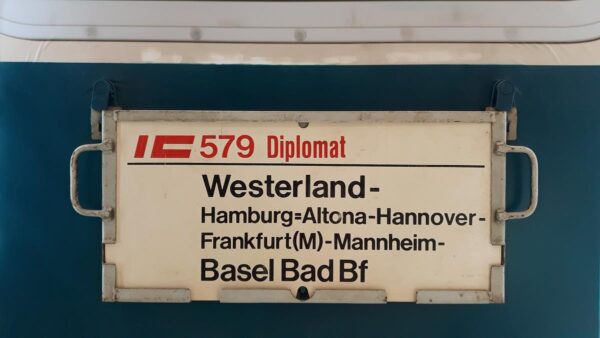 IC 579 Diplomat
Westerland-
Hamburg=Altona-Hannover-
Frankfurt(M)-Mannheim-
Basel Bad Bf